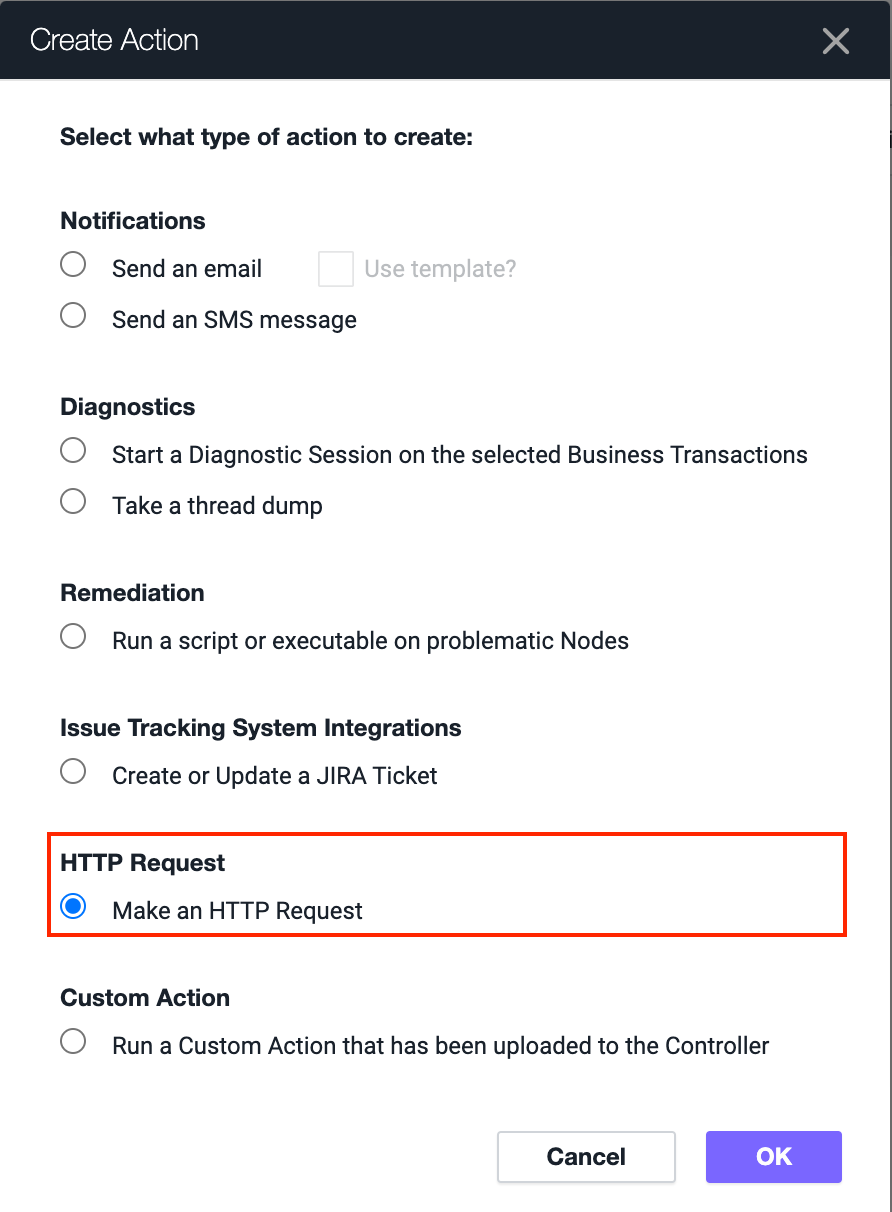 Create Action
Select what type of action to create:
Notifications
Send an email Use template?
Send an SMS message
Diagnostics
Start a Diagnostic Session on the selected Business Transactions
Take a thread dump
Remediation
Run a script or executable on problematic Nodes
Issue Tracking System Integrations
Create or Update a JIRA Ticket
HTTP Request
Make an HTTP Request
Custom Action
Run a Custom Action that has been uploaded to the Controller
Cancel OK